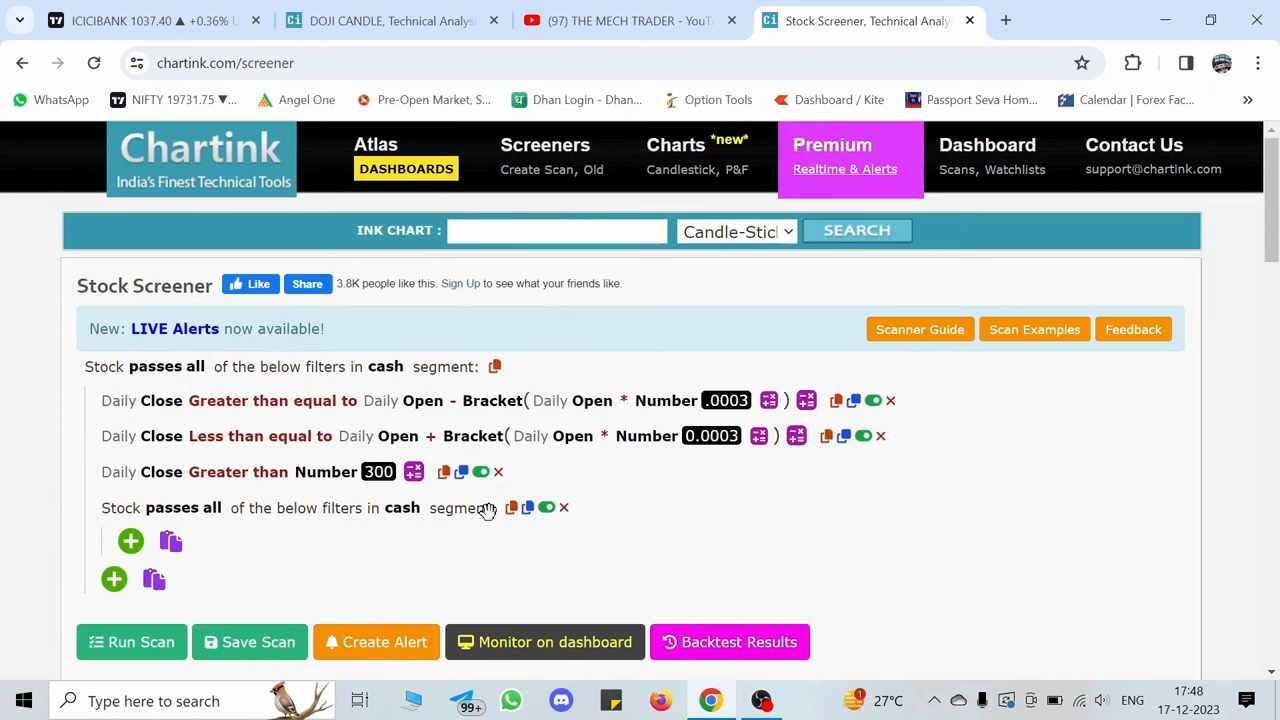 ICICIBANK 1037.40 ▲ +0.36%
DOJI CANDLE, Technical Analys
(97) THE MECH TRADER - YouT
Stock Screener, Technical Analy
chartink.com/screener
WhatsApp
NIFTY 19731.75 ▼...
Angel One
Pre-Open Market, S...
Dhan Login - Dhan...
Option Tools
Dashboard / Kite
Passport Seva Hom...
Calendar | Forex Fac...
Chartink
India's Finest Technical Tools
Atlas
DASHBOARDS
Screeners
Create Scan, Old
Charts *new*
Candlestick, P&F
Premium
Realtime & Alerts
Dashboard
Scans, Watchlists
Contact Us
support@chartink.com
INK CHART :
Candle-Stick
SEARCH
Stock Screener
Like
Share
3.8K people like this. Sign Up to see what your friends like.
New: LIVE Alerts now available!
Scanner Guide
Scan Examples
Feedback
Stock passes all of the below filters in cash segment:
Daily Close Greater than equal to Daily Open - Bracket( Daily Open * Number .0003 )
Daily Close Less than equal to Daily Open + Bracket( Daily Open * Number 0.0003 )
Daily Close Greater than Number 300
Stock passes all of the below filters in cash segment:
Run Scan
Save Scan
Create Alert
Monitor on dashboard
Backtest Results
Type here to search
99+
1
27°C
ENG
17:48
17-12-2023